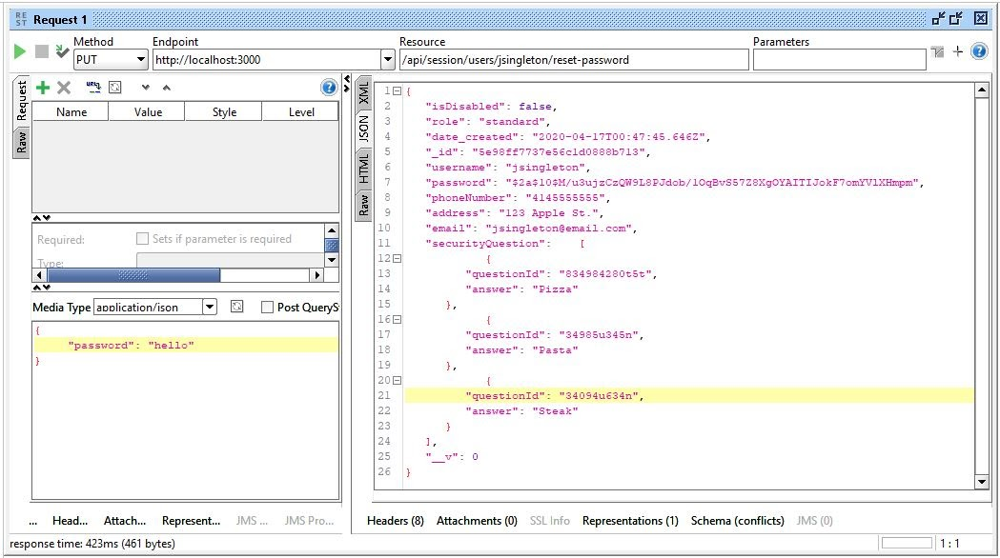 RE ST Request 1
Method Endpoint Resource Parameters
PUT http://localhost:3000 /api/session/users/jsingleton/reset-password
Request
Raw
Name Value Style Level
Required: Sets if parameter is required
Type:
Media Type application/json Post QueryS
{
"password": "hello"
}
... Head... Attach... Represent... JMS ... JMS Pro...
XML
JSON
HTML
Raw
1 {
2 "isDisabled": false,
3 "role": "standard",
4 "date_created": "2020-04-17T00:47:45.646Z",
5 "_id": "5e98ff7737e56c1d0888b713",
6 "username": "jsingleton",
7 "password": "$2a$10$M/u3ujzCzQW9L8PJdob/lOqBvS57Z8XgOYAITIJokF7omYVlXHmpm",
8 "phoneNumber": "4145555555",
9 "address": "123 Apple St.",
10 "email": "jsingleton@email.com",
11 "securityQuestion": [
12 {
13 "questionId": "834984280t5t",
14 "answer": "Pizza"
15 },
16 {
17 "questionId": "34985u345n",
18 "answer": "Pasta"
19 },
20 {
21 "questionId": "34094u634n",
22 "answer": "Steak"
23 }
24 ],
25 "__v": 0
26 }
Headers (8) Attachments (0) SSL Info Representations (1) Schema (conflicts) JMS (0)
response time: 423ms (461 bytes) 1 : 1